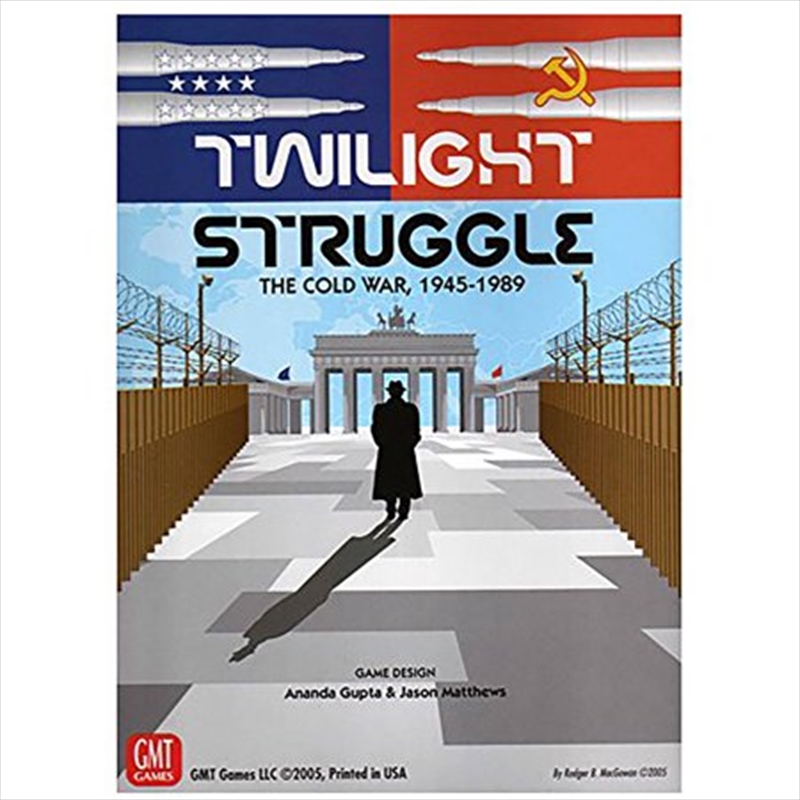 TWILIGHT
STRUGGLE
THE COLD WAR, 1945-1989
GAME DESIGN
Ananda Gupta & Jason Matthews
GMT
GAMES
GMT Games LLC ©2005, Printed in USA
By Rodger B. MacGowan ©2005